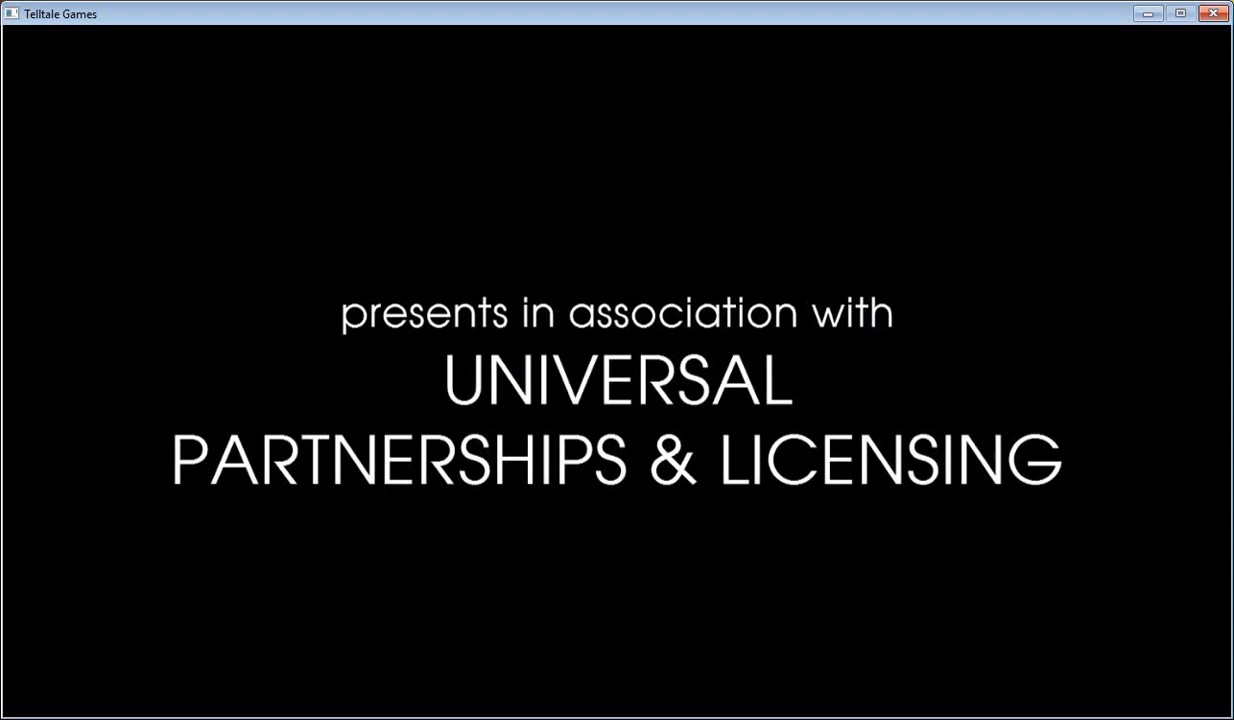 Telltale Games
presents in association with
UNIVERSAL
PARTNERSHIPS & LICENSING